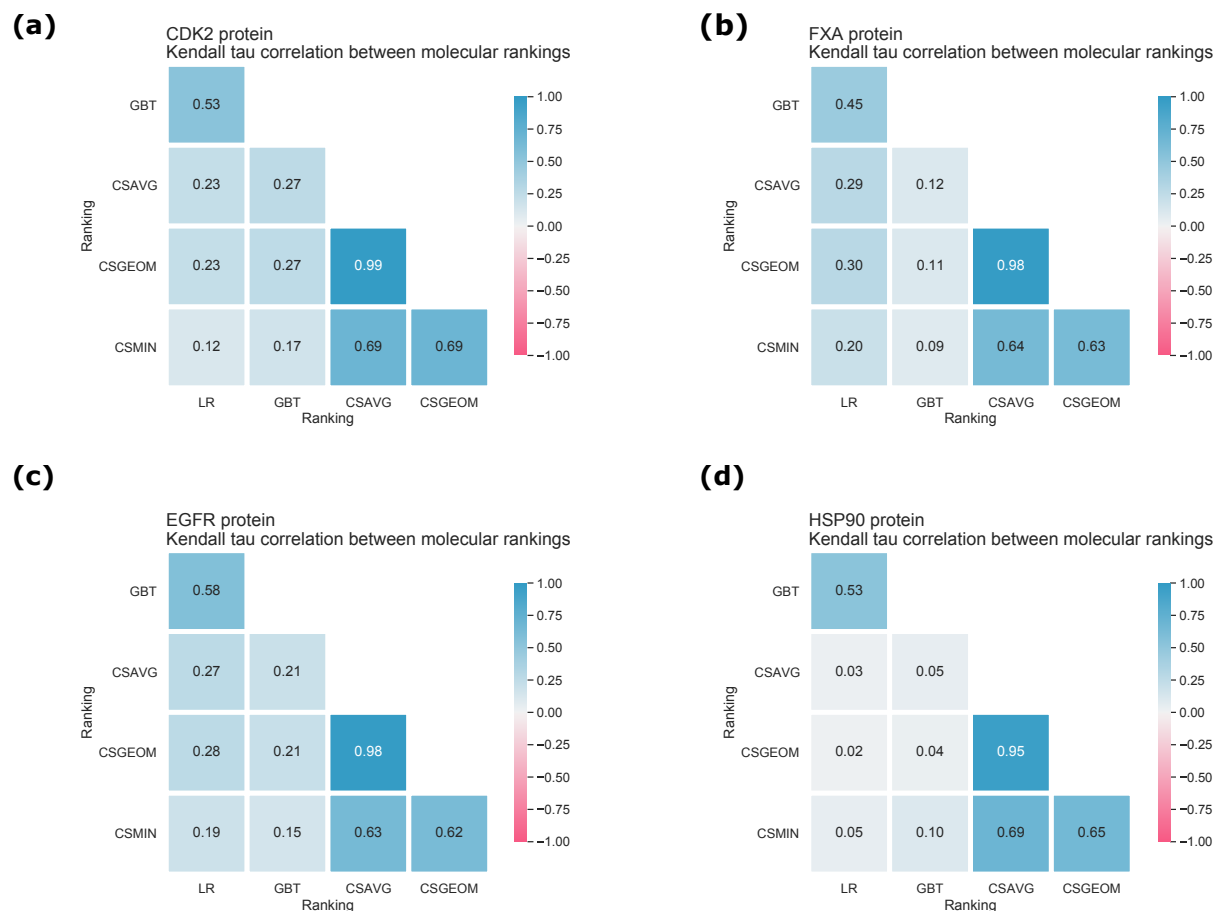 (a)
CDK2 protein
Kendall tau correlation between molecular rankings
GBT 0.53
CSAVG 0.23 0.27
CSGEOM 0.23 0.27 0.99
CSMIN 0.12 0.17 0.69 0.69
LR GBT CSAVG CSGEOM
Ranking
Ranking
1.00
0.75
0.50
0.25
0.00
−0.25
−0.50
−0.75
−1.00
(b)
FXA protein
Kendall tau correlation between molecular rankings
GBT 0.45
CSAVG 0.29 0.12
CSGEOM 0.30 0.11 0.98
CSMIN 0.20 0.09 0.64 0.63
LR GBT CSAVG CSGEOM
Ranking
Ranking
1.00
0.75
0.50
0.25
0.00
−0.25
−0.50
−0.75
−1.00
(c)
EGFR protein
Kendall tau correlation between molecular rankings
GBT 0.58
CSAVG 0.27 0.21
CSGEOM 0.28 0.21 0.98
CSMIN 0.19 0.15 0.63 0.62
LR GBT CSAVG CSGEOM
Ranking
Ranking
1.00
0.75
0.50
0.25
0.00
−0.25
−0.50
−0.75
−1.00
(d)
HSP90 protein
Kendall tau correlation between molecular rankings
GBT 0.53
CSAVG 0.03 0.05
CSGEOM 0.02 0.04 0.95
CSMIN 0.05 0.10 0.69 0.65
LR GBT CSAVG CSGEOM
Ranking
Ranking
1.00
0.75
0.50
0.25
0.00
−0.25
−0.50
−0.75
−1.00